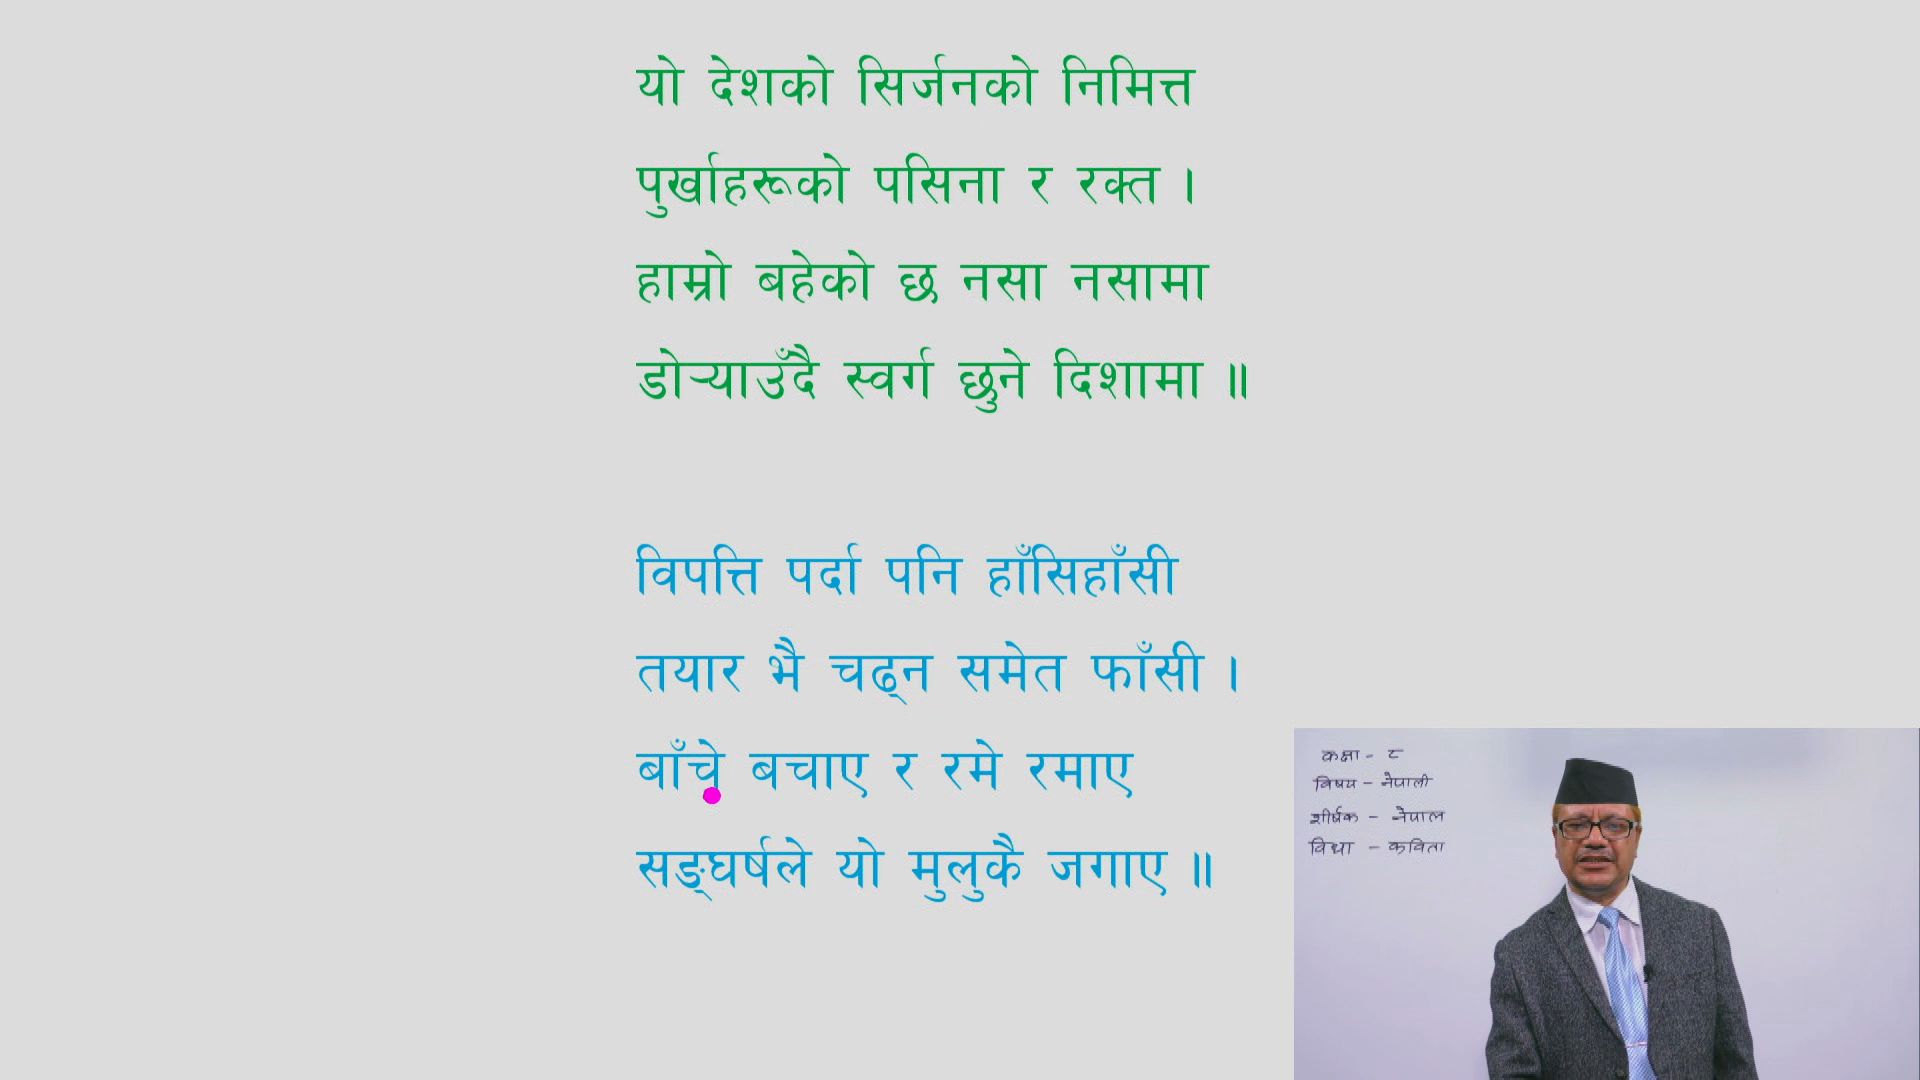 यो देशको सिर्जनको निमित्त
पुर्खाहरूको पसिना र रक्त ।
हाम्रो बहेको छ नसा नसामा
डोऱ्याउँदै स्वर्ग छुने दिशामा ॥
विपत्ति पर्दा पनि हाँसिहाँसी
तयार भै चढ्न समेत फाँसी ।
बाँचे बचाए र रमे रमाए
सङ्घर्षले यो मुलुकै जगाए ॥
कक्षा - ८
विषय - नेपाली
शीर्षक - नेपाल
विधा - कविता